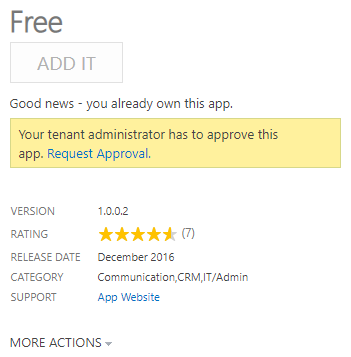 Free
ADD IT
Good news - you already own this app.
Your tenant administrator has to approve this
app. Request Approval.
VERSION 1.0.0.2
RATING (7)
RELEASE DATE December 2016
CATEGORY Communication,CRM,IT/Admin
SUPPORT App Website
MORE ACTIONS